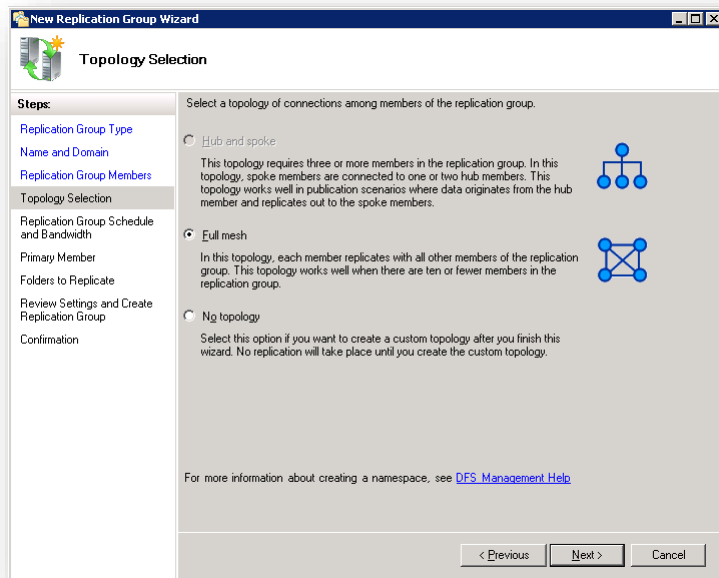 New Replication Group Wizard
Topology Selection
Steps:
Replication Group Type
Name and Domain
Replication Group Members
Topology Selection
Replication Group Schedule
and Bandwidth
Primary Member
Folders to Replicate
Review Settings and Create
Replication Group
Confirmation
Select a topology of connections among members of the replication group.
Hub and spoke
This topology requires three or more members in the replication group. In this
topology, spoke members are connected to one or two hub members. This
topology works well in publication scenarios where data originates from the hub
member and replicates out to the spoke members.
Full mesh
In this topology, each member replicates with all other members of the replication
group. This topology works well when there are ten or fewer members in the
replication group.
No topology
Select this option if you want to create a custom topology after you finish this
wizard. No replication will take place until you create the custom topology.
For more information about creating a namespace, see DFS Management Help
< Previous
Next >
Cancel